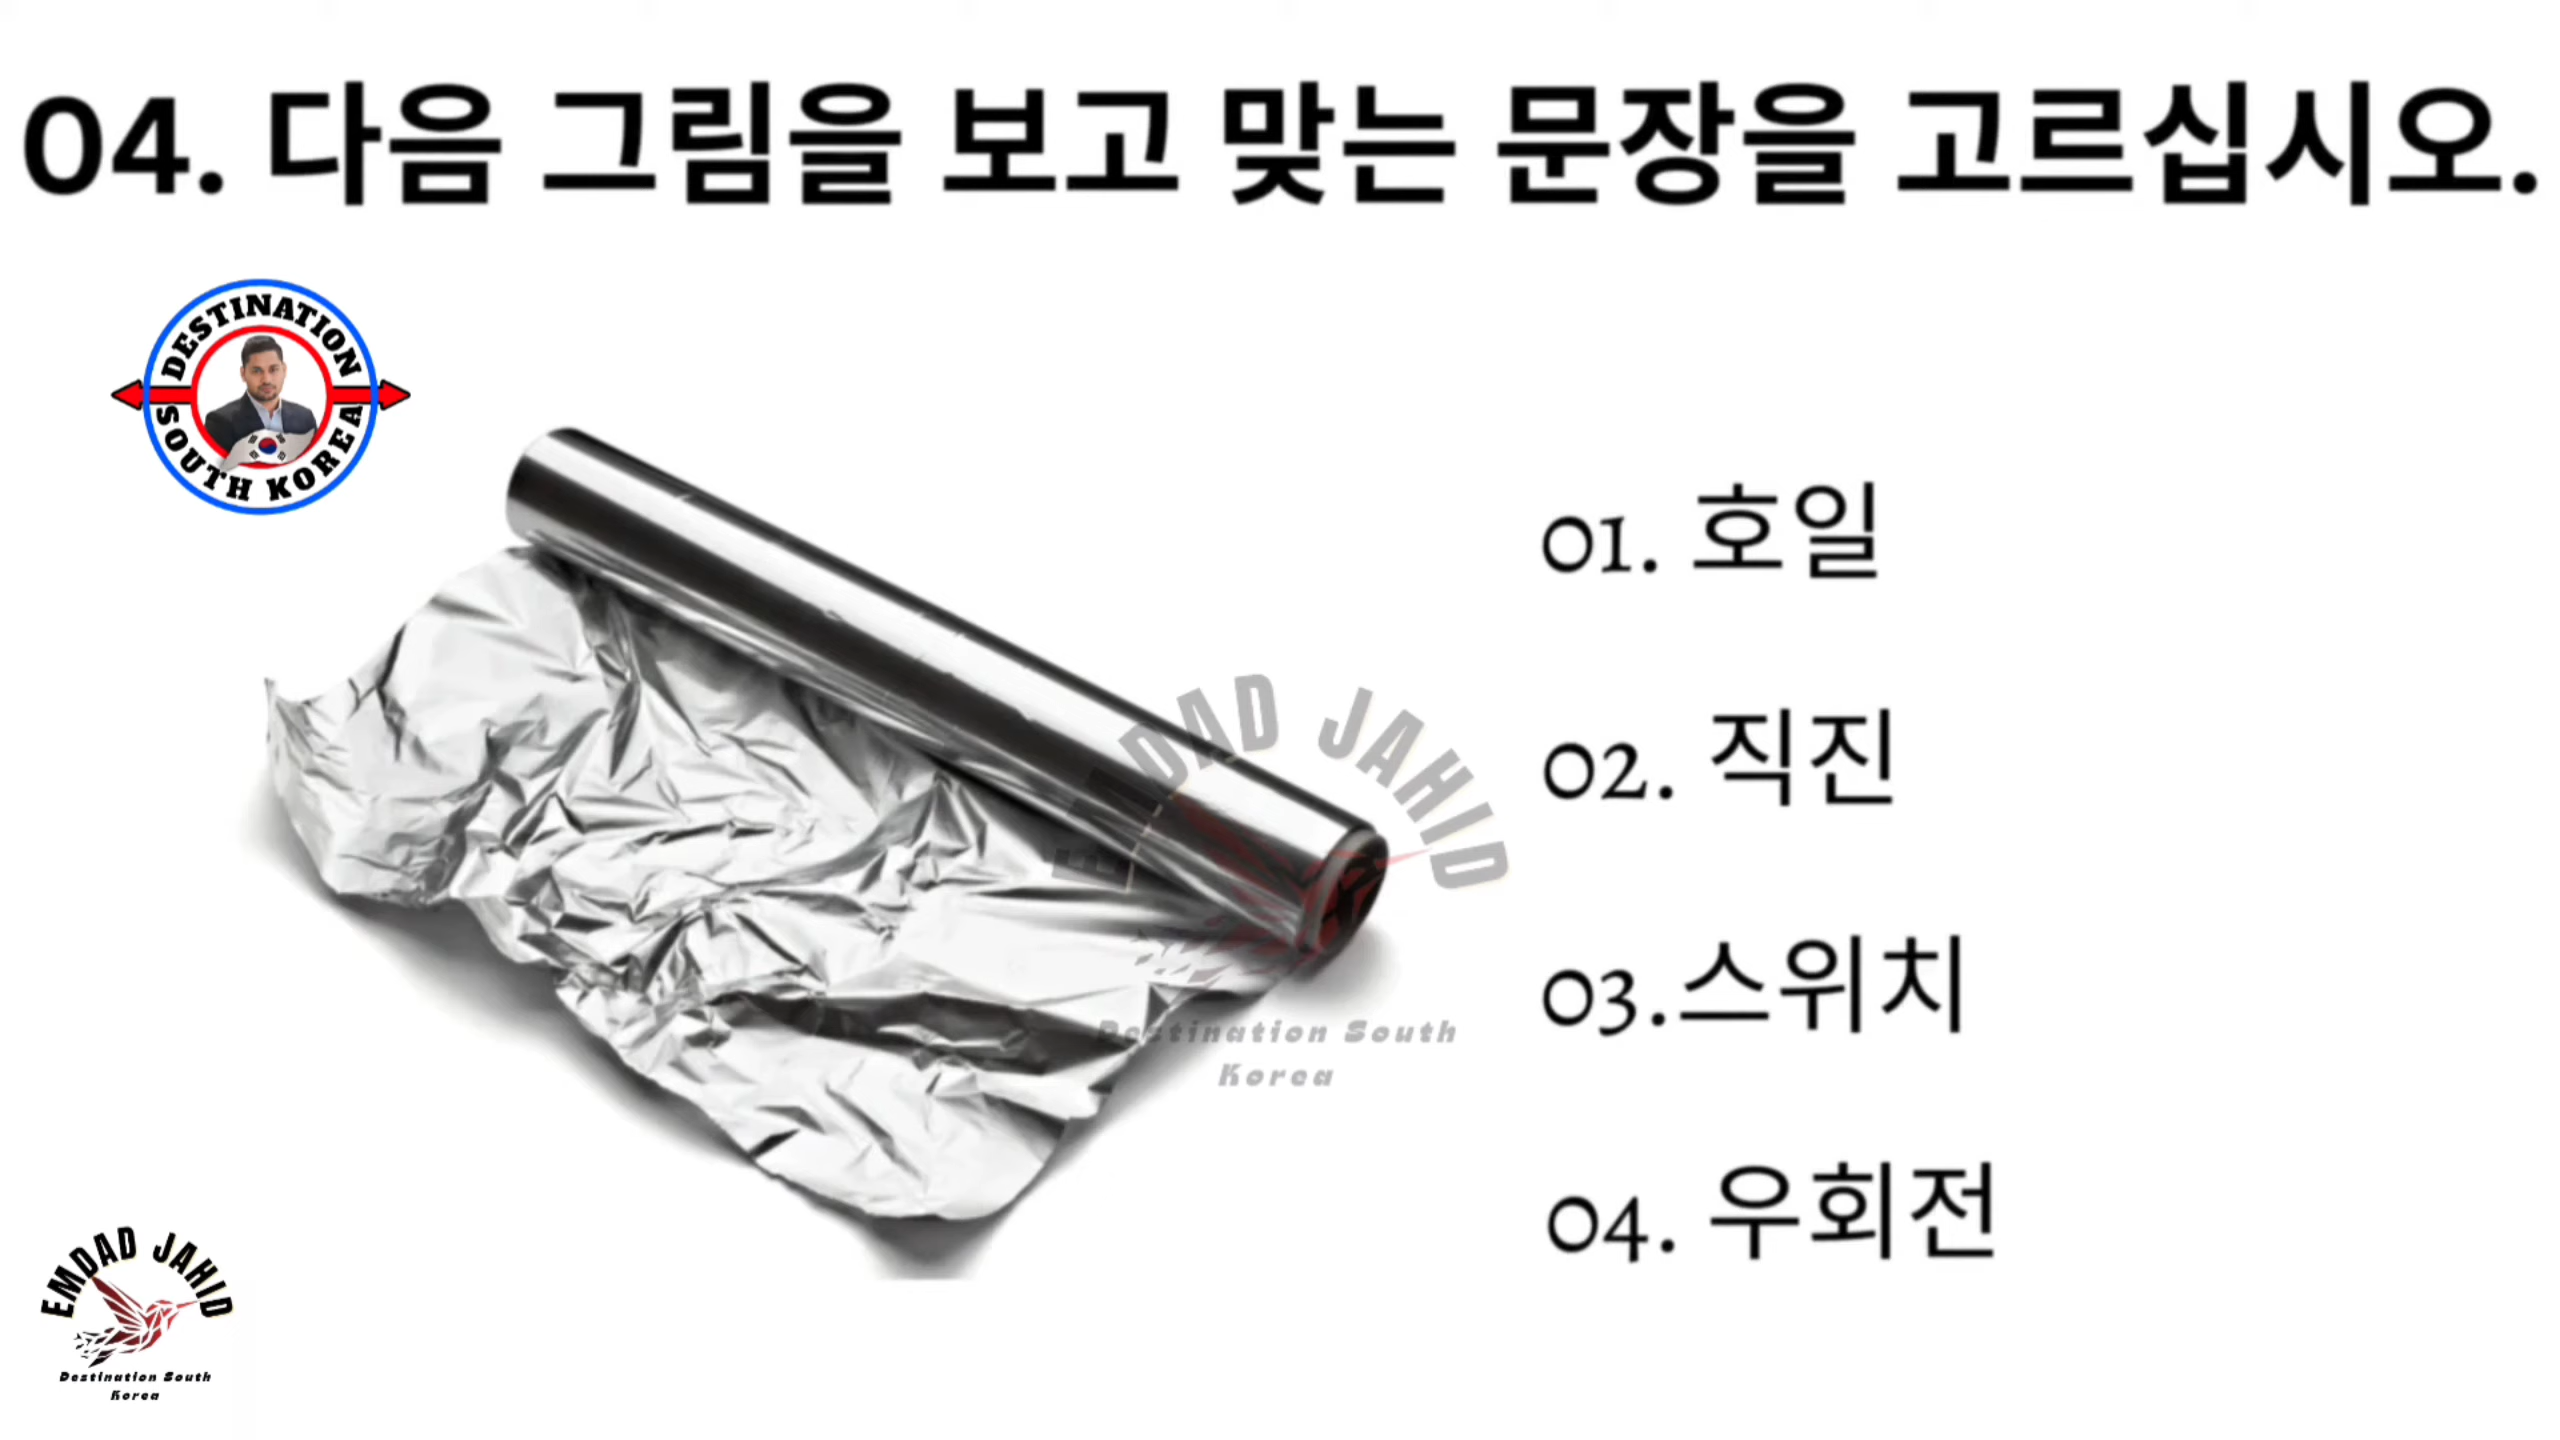 04. 다음 그림을 보고 맞는 문장을 고르십시오.
DESTINATION
SOUTH KOREA
01. 호일
02. 직진
03.스위치
04. 우회전
EMDAD JAHID
Destination South
Korea
EMDAD JAHID
Destination South
Korea